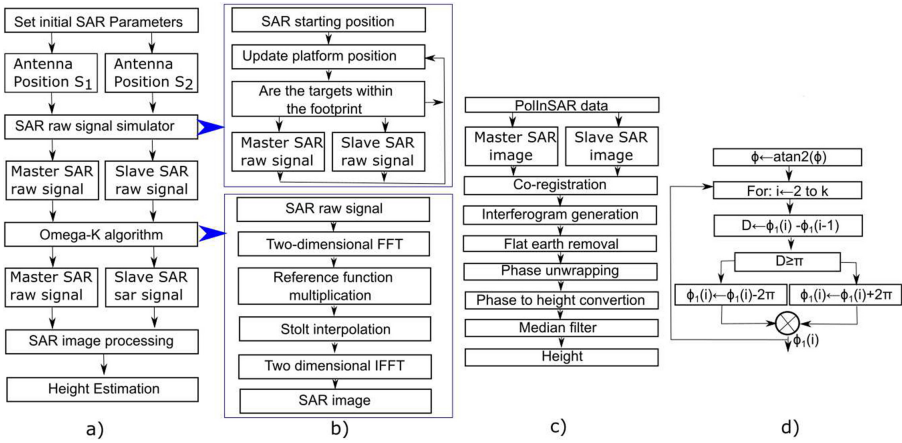 Set initial SAR Parameters
Antenna
Position S1
Antenna
Position S2
SAR raw signal simulator
Master SAR
raw signal
Slave SAR
raw signal
Omega-K algorithm
Master SAR
raw signal
Slave SAR
sar signal
SAR image processing
Height Estimation
a)
SAR starting position
Update platform position
Are the targets within
the footprint
Master SAR
raw signal
Slave SAR
raw signal
SAR raw signal
Two-dimensional FFT
Reference function
multiplication
Stolt interpolation
Two dimensional IFFT
SAR image
b)
PolInSAR data
Master SAR
image
Slave SAR
image
Co-registration
Interferogram generation
Flat earth removal
Phase unwrapping
Phase to height convertion
Median filter
Height
c)
ϕ←atan2(ϕ)
For: i←2 to k
D←ϕ1(i) -ϕ1(i-1)
D≥π
ϕ1(i)←ϕ1(i)-2π
ϕ1(i)←ϕ1(i)+2π
ϕ1(i)
d)